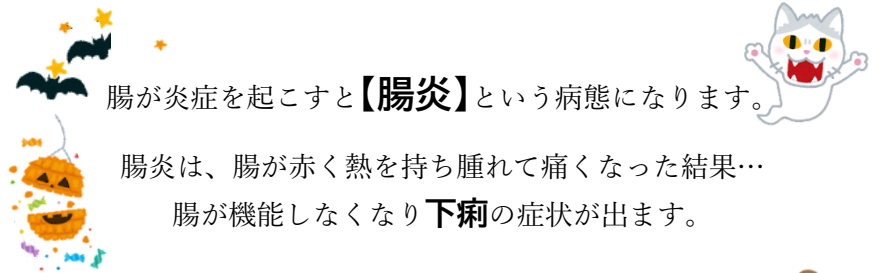 腸が炎症を起こすと【腸炎】という病態になります。
腸炎は、腸が赤く熱を持ち腫れて痛くなった結果…
腸が機能しなくなり下痢の症状が出ます。